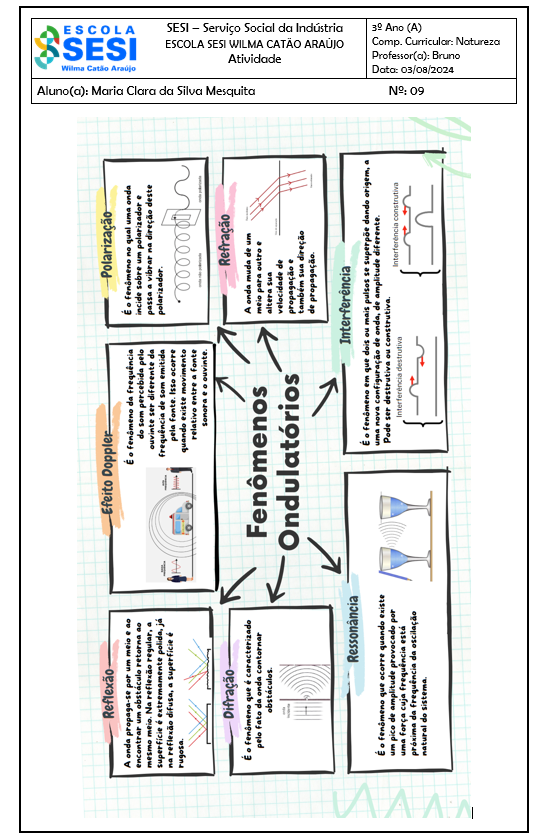 ESCOLA
SESI
Wilma Catão Araújo
SESI – Serviço Social da Indústria
ESCOLA SESI WILMA CATÃO ARAÚJO
Atividade
3º Ano (A)
Comp. Curricular: Natureza
Professor(a): Bruno
Data: 03/08/2024
Aluno(a): Maria Clara da Silva Mesquita
Nº: 09
Fenômenos
Ondulatórios
Reflexão
A onda propaga-se por um meio e ao
encontrar um obstáculo retorna ao
mesmo meio. Na reflexão regular, a
superfície é extremamente polida, já
na reflexão difusa, a superfície é
rugosa.
Efeito Doppler
É o fenômeno da frequência
do som percebida pelo
ouvinte ser diferente da
frequência de som emitida
pela fonte. Isso ocorre
quando existe movimento
relativo entre a fonte
sonora e o ouvinte.
Polarização
É o fenômeno no qual uma onda
incide sobre um polarizador e
passa a vibrar na direção deste
polarizador.
Difração
É o fenômeno que é caracterizado
pelo fato da onda contornar
obstáculos.
Refração
A onda muda de um
meio para outro e
altera sua
velocidade de
propagação e
também sua direção
de propagação.
Ressonância
É o fenômeno que ocorre quando existe
um pico de amplitude provocado por
uma força cuja frequência está
próxima da frequência da oscilação
natural do sistema.
Interferência
É o fenômeno em que dois ou mais pulsos se superpõe dando origem, a
uma nova configuração de onda, de amplitude diferente.
Pode ser destrutiva ou construtiva.
Interferência destrutiva
Interferência construtiva